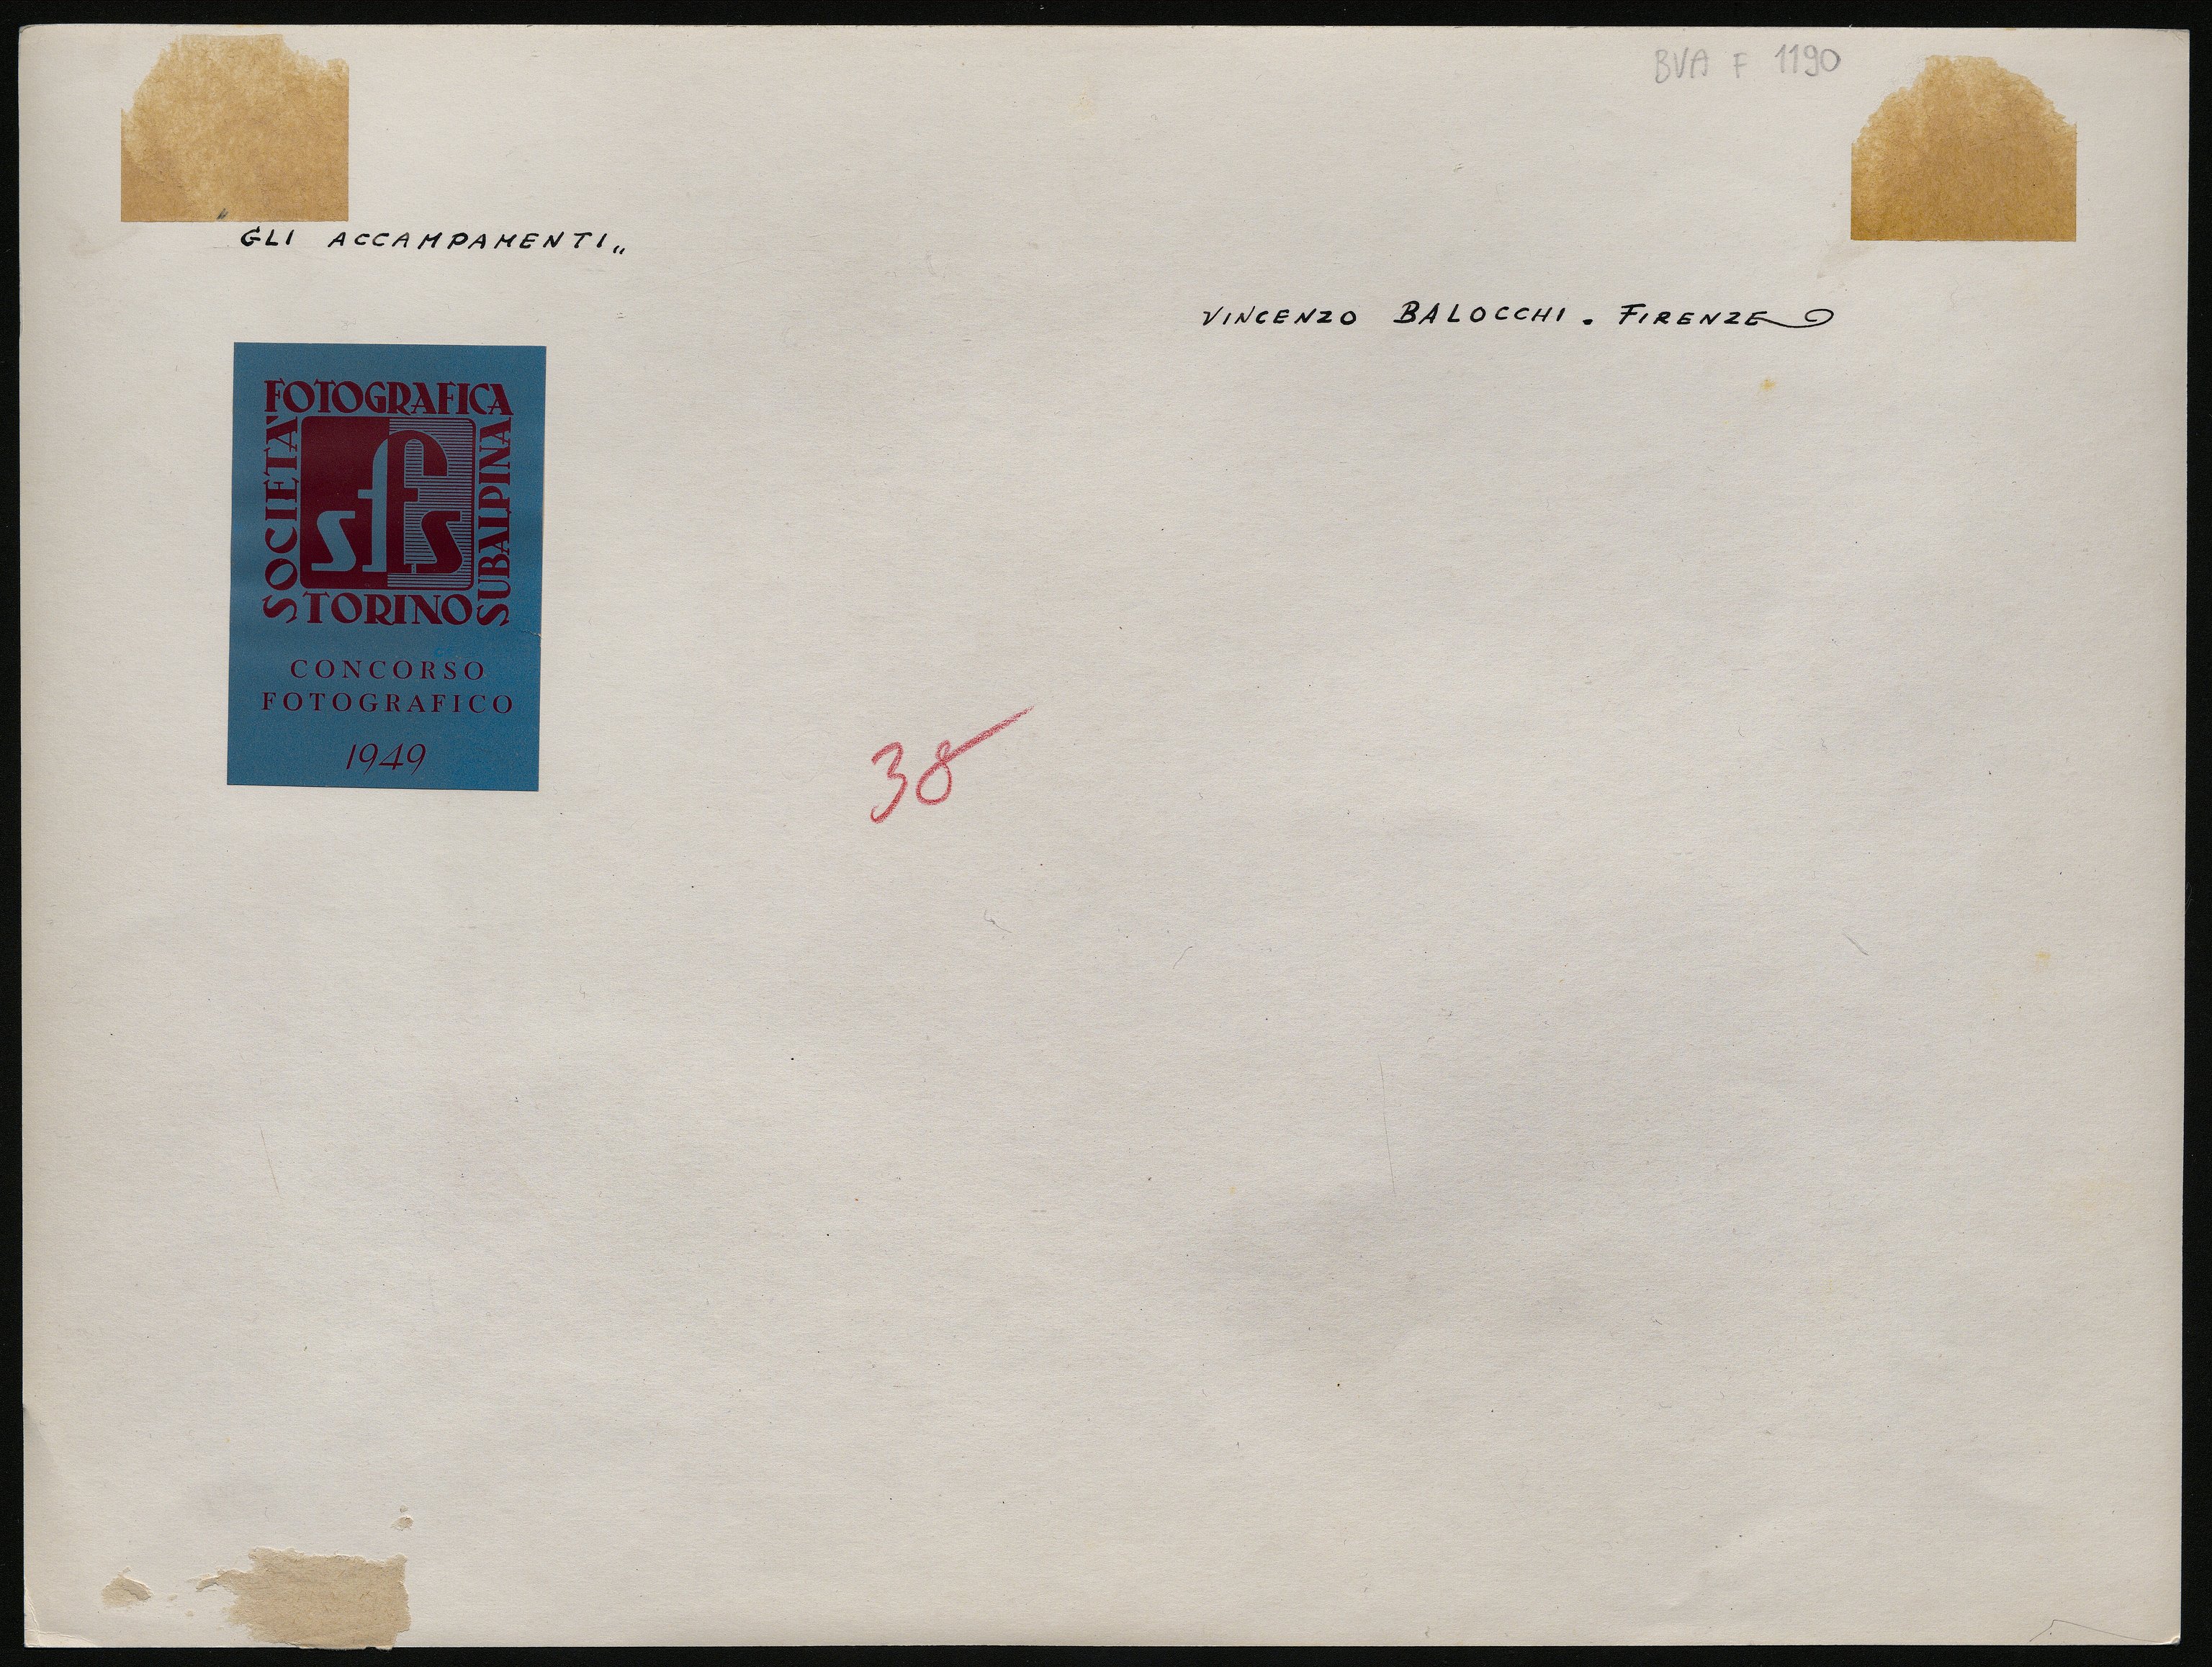 BVA F 1190
"GLI ACCAMPAMENTI„
VINCENZO BALOCCHI. FIRENZE
SOCIETÀ
FOTOGRAFICA
SUBALPINA
TORINO
sfs
CONCORSO
FOTOGRAFICO
1949
38